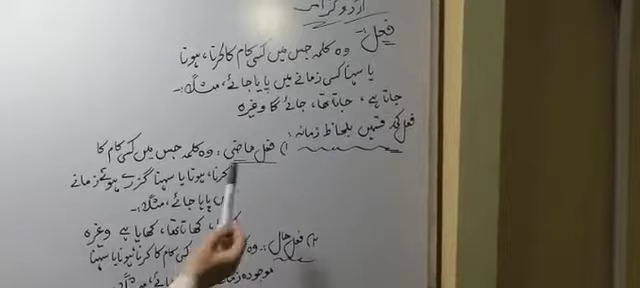 اردو گرائمر
فعل:-
وہ کلمہ جس میں کسی کام کا کرنا، ہونا
یا سہنا کسی زمانے میں پایا جائے، مثلاً:-
جاتا ہے، جاتا تھا، جائے گا وغیرہ
فعل کی قسمیں بلحاظ زمانہ:
۱) فعل ماضی: وہ کلمہ جس میں کسی کام کا
کرنا، ہونا یا سہنا گزرے ہوئے زمانے
پایا جائے، مثلاً:-
کھاتا تھا، کھایا ہے وغیرہ
۲) فعل حال:- وہ کسی کام کا کرنا، ہونا یا سہنا
موجودہ